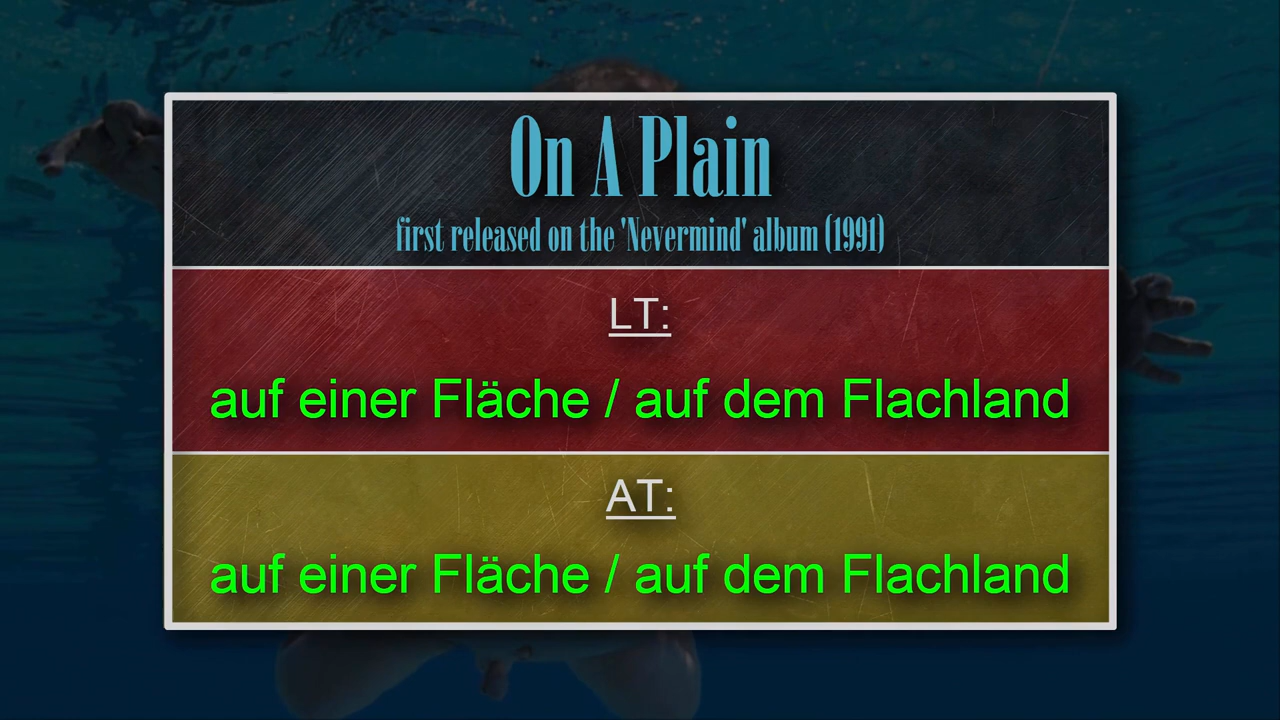 On A Plain
first released on the 'Nevermind' album (1991)
LT:
auf einer Fläche / auf dem Flachland
AT:
auf einer Fläche / auf dem Flachland